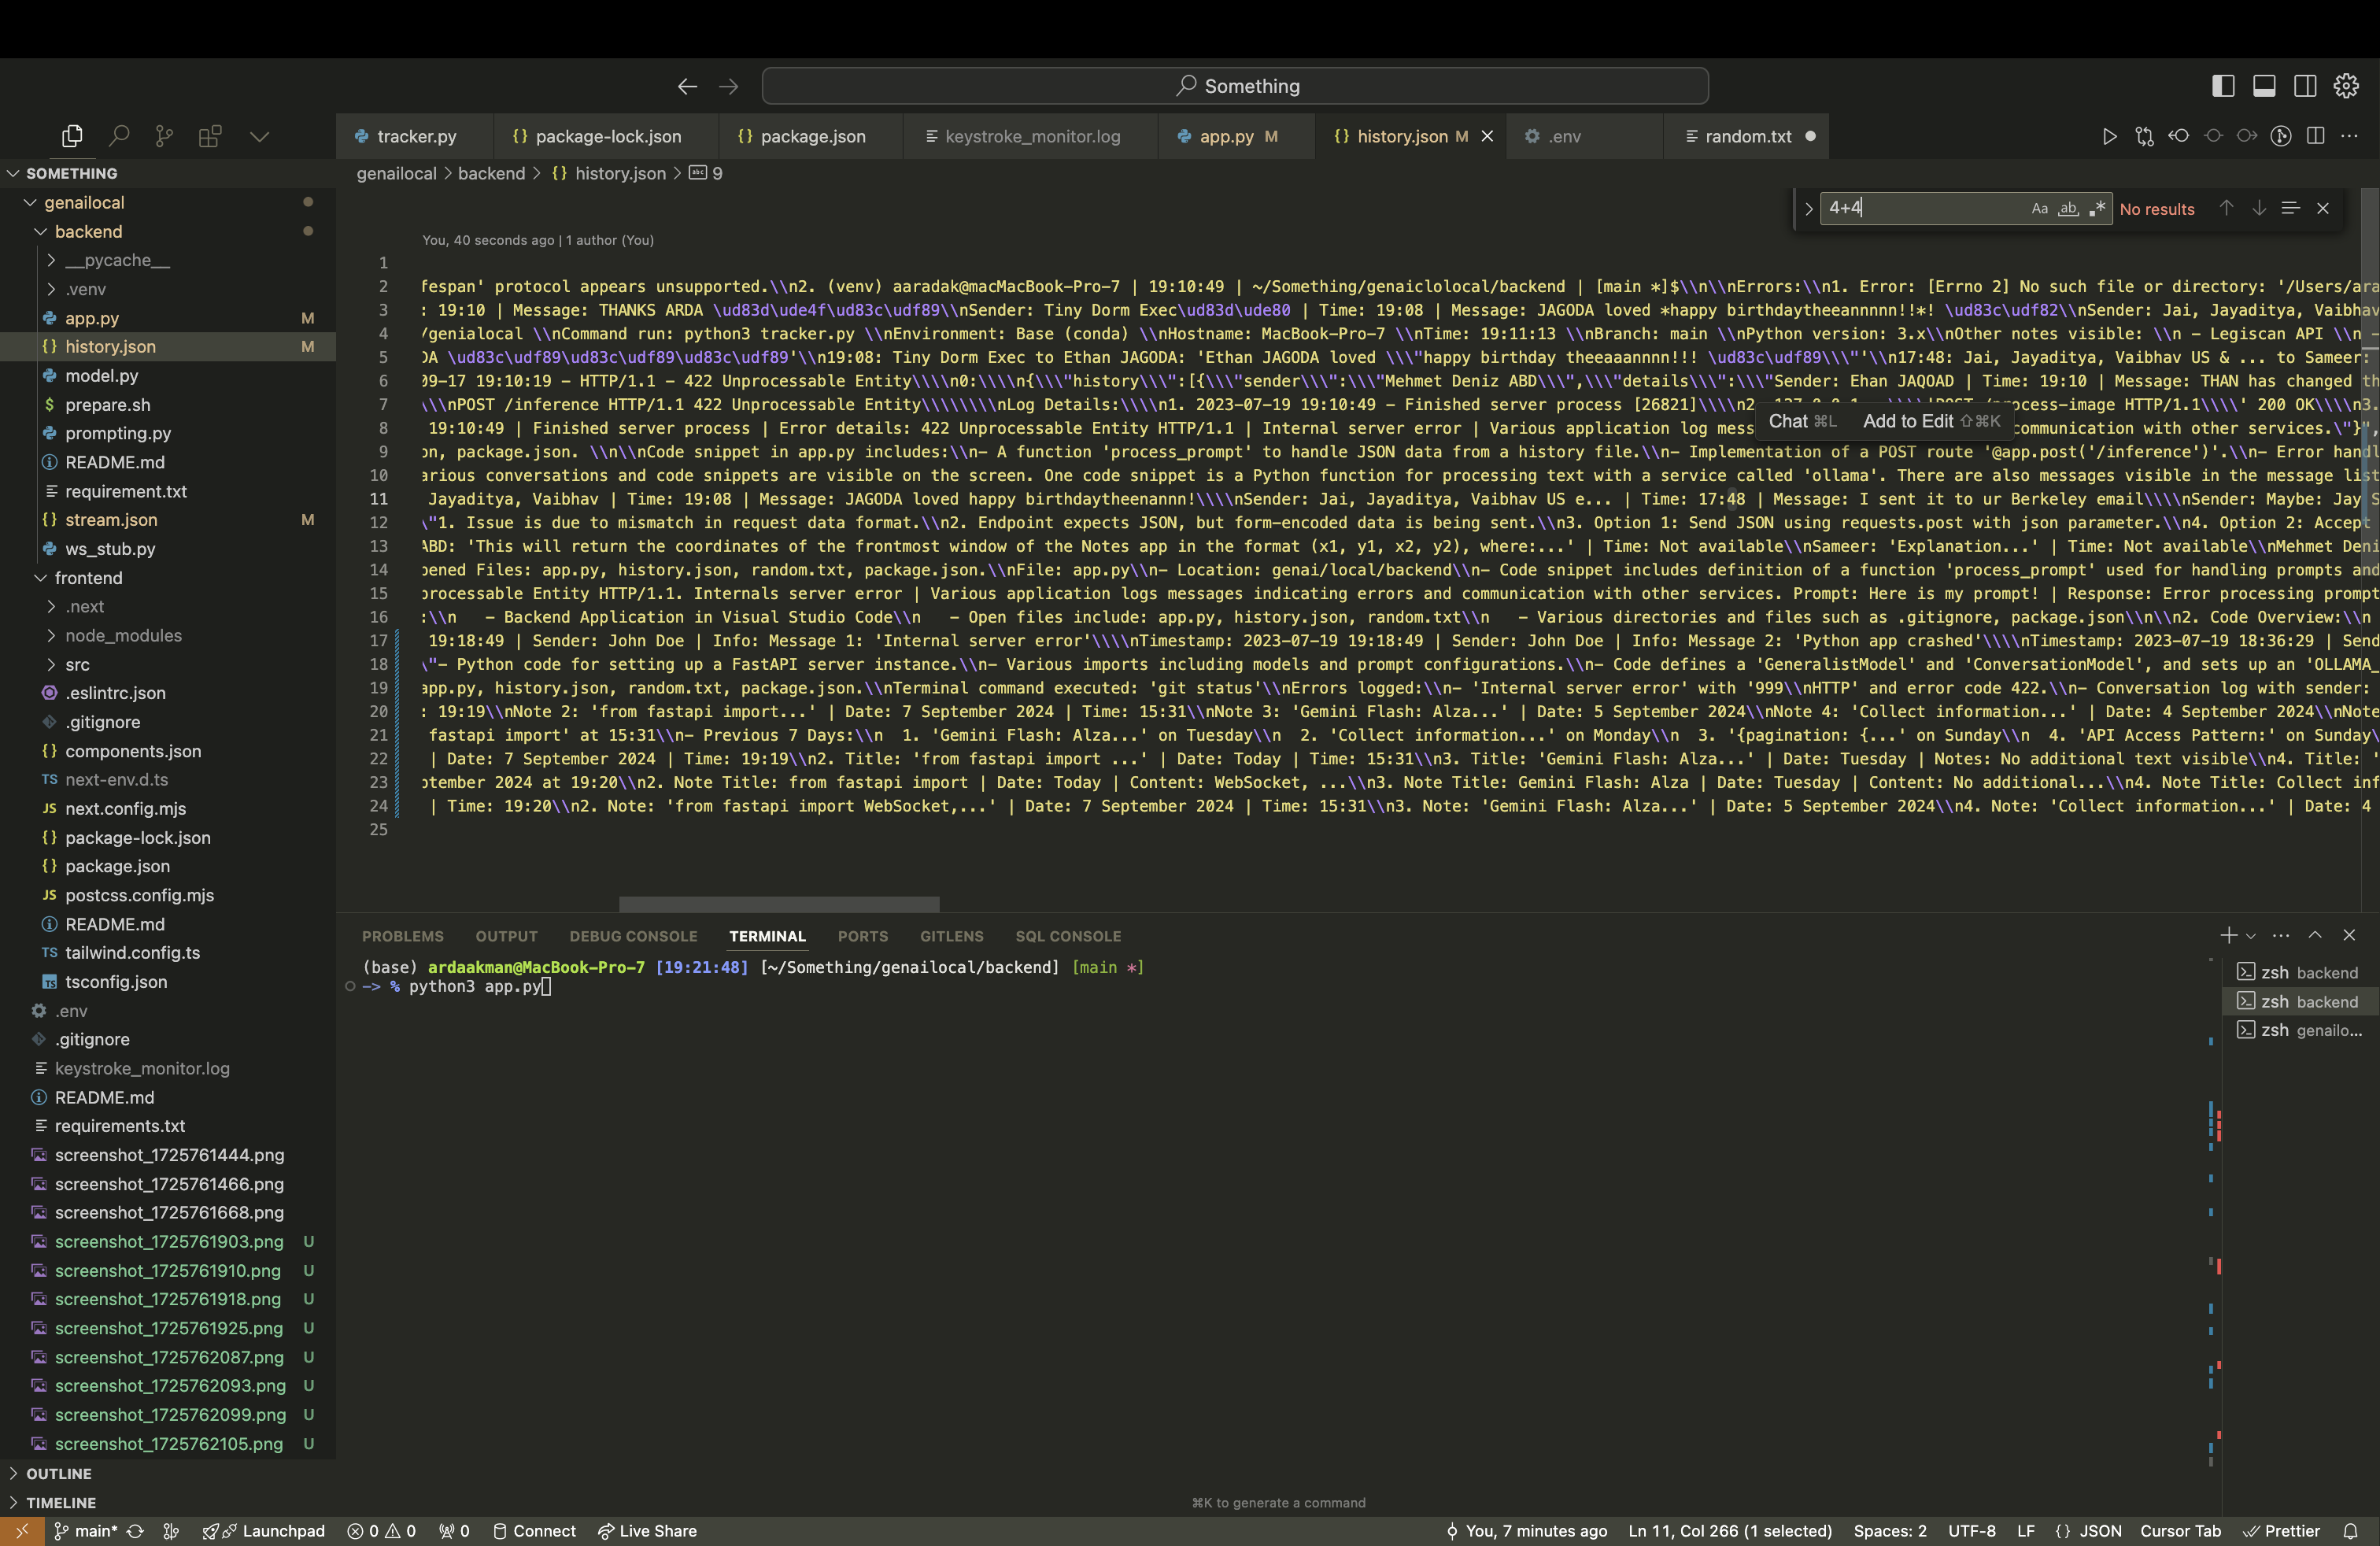 Something
tracker.py
package-lock.json
package.json
keystroke_monitor.log
app.py M
history.json M
.env
random.txt
SOMETHING
genailocal > backend > {} history.json > abc 9
genailocal
backend
__pycache__
.venv
app.py M
history.json M
model.py
prepare.sh
prompting.py
README.md
requirement.txt
stream.json M
ws_stub.py
frontend
.next
node_modules
src
.eslintrc.json
.gitignore
components.json
next-env.d.ts
next.config.mjs
package-lock.json
package.json
postcss.config.mjs
README.md
tailwind.config.ts
tsconfig.json
.env
.gitignore
keystroke_monitor.log
README.md
requirements.txt
screenshot_1725761444.png
screenshot_1725761466.png
screenshot_1725761668.png
screenshot_1725761903.png U
screenshot_1725761910.png U
screenshot_1725761918.png U
screenshot_1725761925.png U
screenshot_1725762087.png U
screenshot_1725762093.png U
screenshot_1725762099.png U
screenshot_1725762105.png U
OUTLINE
TIMELINE
4+4 Aa ab .* No results
You, 40 seconds ago | 1 author (You)
1
2 fespan' protocol appears unsupported.\\n2. (venv) aaradak@macMacBook-Pro-7 | 19:10:49 | ~/Something/genaiclolocal/backend | [main *]$\\n\\nErrors:\\n1. Error: [Errno 2] No such file or directory: '/Users/ara
3 : 19:10 | Message: THANKS ARDA \ud83d\ude4f\ud83c\udf89\\nSender: Tiny Dorm Exec\ud83d\ude80 | Time: 19:08 | Message: JAGODA loved *happy birthdaytheeannnnn!!*! \ud83c\udf82\\nSender: Jai, Jayaditya, Vaibhav
4 /genialocal \\nCommand run: python3 tracker.py \\nEnvironment: Base (conda) \\nHostname: MacBook-Pro-7 \\nTime: 19:11:13 \\nBranch: main \\nPython version: 3.x\\nOther notes visible: \\n - Legiscan API \\n -
5 DA \ud83c\udf89\ud83c\udf89\ud83c\udf89'\\n19:08: Tiny Dorm Exec to Ethan JAGODA: 'Ethan JAGODA loved \\\"happy birthday theeaaannnn!!! \ud83c\udf89\\\"'\\n17:48: Jai, Jayaditya, Vaibhav US & ... to Sameer:
6 09-17 19:10:19 - HTTP/1.1 - 422 Unprocessable Entity\\\\n0:\\\\n{\\\"history\\\":[{\\\"sender\\\":\\\"Mehmet Deniz ABD\\\",\\\"details\\\":\\\"Sender: Ehan JAQOAD | Time: 19:10 | Message: THAN has changed th
7 \\\nPOST /inference HTTP/1.1 422 Unprocessable Entity\\\\\\\\nLog Details:\\\\n1. 2023-07-19 19:10:49 - Finished server process [26821]\\\\n2 /process-image HTTP/1.1\\\\' 200 OK\\\\n3.
8 19:10:49 | Finished server process | Error details: 422 Unprocessable Entity HTTP/1.1 | Internal server error | Various application log mess communication with other services.\"}",
Chat ⌘L Add to Edit ⇧⌘K
9 on, package.json. \\n\\nCode snippet in app.py includes:\\n- A function 'process_prompt' to handle JSON data from a history file.\\n- Implementation of a POST route '@app.post('/inference')'.\\n- Error handl
10 arious conversations and code snippets are visible on the screen. One code snippet is a Python function for processing text with a service called 'ollama'. There are also messages visible in the message list
11 Jayaditya, Vaibhav | Time: 19:08 | Message: JAGODA loved happy birthdaytheenannn!\\\\nSender: Jai, Jayaditya, Vaibhav US e... | Time: 17:48 | Message: I sent it to ur Berkeley email\\\\nSender: Maybe: Jay S
12 \"1. Issue is due to mismatch in request data format.\\n2. Endpoint expects JSON, but form-encoded data is being sent.\\n3. Option 1: Send JSON using requests.post with json parameter.\\n4. Option 2: Accept
13 ABD: 'This will return the coordinates of the frontmost window of the Notes app in the format (x1, y1, x2, y2), where:...' | Time: Not available\\nSameer: 'Explanation...' | Time: Not available\\nMehmet Deni
14 pened Files: app.py, history.json, random.txt, package.json.\\nFile: app.py\\n- Location: genai/local/backend\\n- Code snippet includes definition of a function 'process_prompt' used for handling prompts and
15 processable Entity HTTP/1.1. Internals server error | Various application logs messages indicating errors and communication with other services. Prompt: Here is my prompt! | Response: Error processing prompt
16 :\\n   - Backend Application in Visual Studio Code\\n   - Open files include: app.py, history.json, random.txt\\n   - Various directories and files such as .gitignore, package.json\\n\\n2. Code Overview:\\n
17 19:18:49 | Sender: John Doe | Info: Message 1: 'Internal server error'\\\\nTimestamp: 2023-07-19 19:18:49 | Sender: John Doe | Info: Message 2: 'Python app crashed'\\\\nTimestamp: 2023-07-19 18:36:29 | Send
18 \"- Python code for setting up a FastAPI server instance.\\n- Various imports including models and prompt configurations.\\n- Code defines a 'GeneralistModel' and 'ConversationModel', and sets up an 'OLLAMA_
19 app.py, history.json, random.txt, package.json.\\nTerminal command executed: 'git status'\\nErrors logged:\\n- 'Internal server error' with '999\\nHTTP' and error code 422.\\n- Conversation log with sender:
20 : 19:19\\nNote 2: 'from fastapi import...' | Date: 7 September 2024 | Time: 15:31\\nNote 3: 'Gemini Flash: Alza...' | Date: 5 September 2024\\nNote 4: 'Collect information...' | Date: 4 September 2024\\nNote
21 fastapi import' at 15:31\\n- Previous 7 Days:\\n  1. 'Gemini Flash: Alza...' on Tuesday\\n  2. 'Collect information...' on Monday\\n  3. '{pagination: {...' on Sunday\\n  4. 'API Access Pattern:' on Sunday\
22 | Date: 7 September 2024 | Time: 19:19\\n2. Title: 'from fastapi import ...' | Date: Today | Time: 15:31\\n3. Title: 'Gemini Flash: Alza...' | Date: Tuesday | Notes: No additional text visible\\n4. Title: '
23 ptember 2024 at 19:20\\n2. Note Title: from fastapi import | Date: Today | Content: WebSocket, ...\\n3. Note Title: Gemini Flash: Alza | Date: Tuesday | Content: No additional...\\n4. Note Title: Collect inf
24 | Time: 19:20\\n2. Note: 'from fastapi import WebSocket,...' | Date: 7 September 2024 | Time: 15:31\\n3. Note: 'Gemini Flash: Alza...' | Date: 5 September 2024\\n4. Note: 'Collect information...' | Date: 4
25
PROBLEMS OUTPUT DEBUG CONSOLE TERMINAL PORTS GITLENS SQL CONSOLE
(base) ardaakman@MacBook-Pro-7 [19:21:48] [~/Something/genailocal/backend] [main *]
-> % python3 app.py
zsh backend
zsh backend
zsh genailo...
⌘K to generate a command
main* Launchpad 0 0 0 Connect Live Share
You, 7 minutes ago Ln 11, Col 266 (1 selected) Spaces: 2 UTF-8 LF {} JSON Cursor Tab Prettier